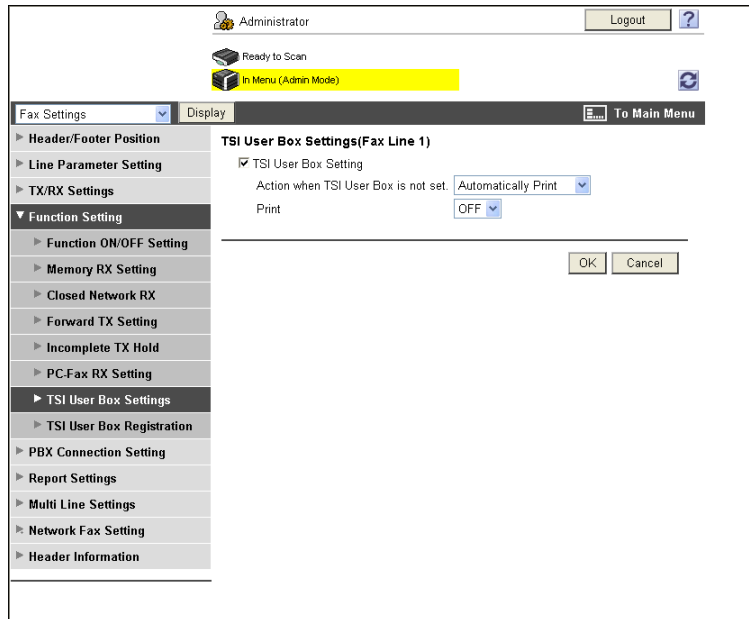 Administrator
Logout
?
Ready to Scan
In Menu (Admin Mode)
Fax Settings
Display
To Main Menu
Header/Footer Position
Line Parameter Setting
TX/RX Settings
Function Setting
Function ON/OFF Setting
Memory RX Setting
Closed Network RX
Forward TX Setting
Incomplete TX Hold
PC-Fax RX Setting
TSI User Box Settings
TSI User Box Registration
PBX Connection Setting
Report Settings
Multi Line Settings
Network Fax Setting
Header Information
TSI User Box Settings(Fax Line 1)
TSI User Box Setting
Action when TSI User Box is not set. Automatically Print
Print OFF
OK Cancel